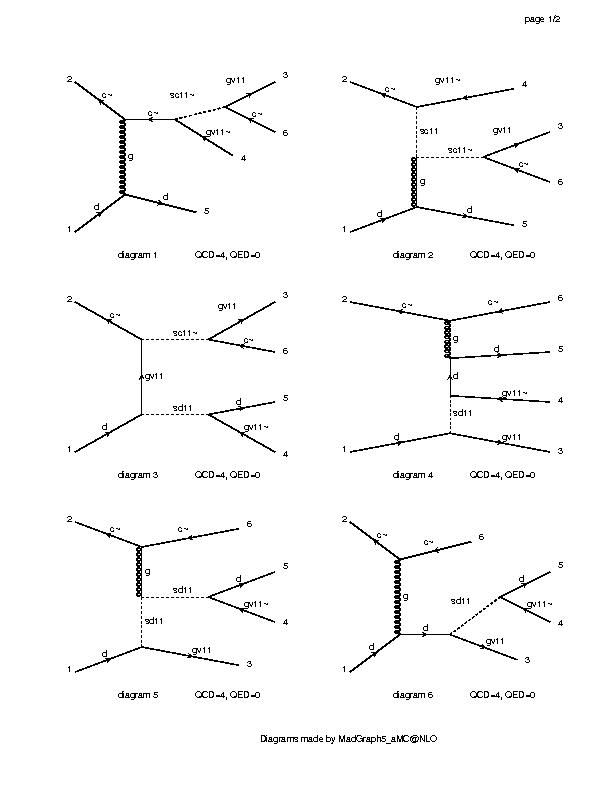 page 1/2
2
c~
sc11~
gv11
3
c~
c~
6
gv11~
4
g
d
d
5
1
diagram 1 QCD=4, QED=0
2
c~
gv11~
4
sc11
gv11
3
sc11~
c~
6
g
d
d
5
1
diagram 2 QCD=4, QED=0
2
c~
gv11
3
sc11~
c~
6
gv11
d
sd11
d
5
gv11~
4
1
diagram 3 QCD=4, QED=0
2
c~
c~
6
g
d
5
d
gv11~
4
sd11
d
gv11
1
3
diagram 4 QCD=4, QED=0
2
c~
c~
6
g
d
5
sd11
gv11~
4
sd11
d
gv11
1
3
diagram 5 QCD=4, QED=0
2
c~
c~
6
g
d
5
sd11
gv11~
4
d
d
gv11
1
3
diagram 6 QCD=4, QED=0
Diagrams made by MadGraph5_aMC@NLO